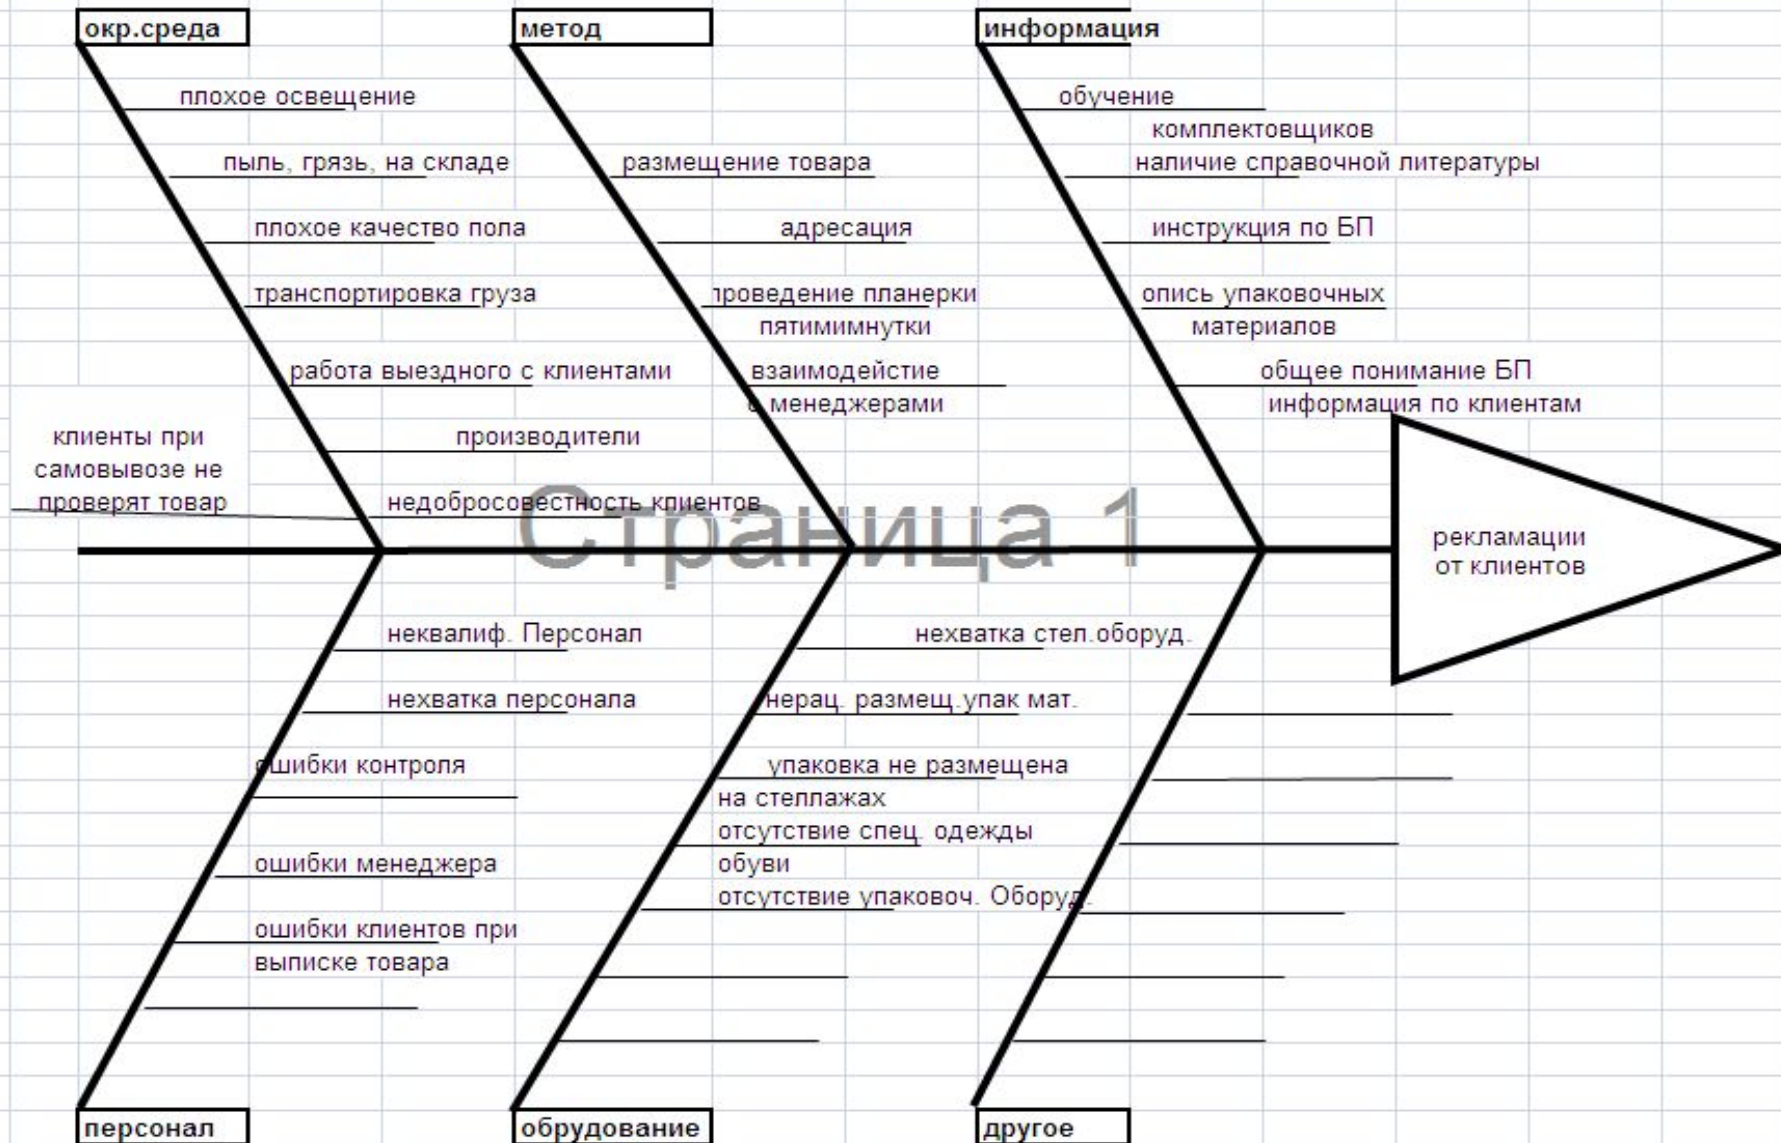 окр.среда
метод
информация
плохое освещение
пыль, грязь, на складе
плохое качество пола
транспортировка груза
работа выездного с клиентами
производители
недобросовестность клиентов
клиенты при
самовывозе не
проверят товар
размещение товара
адресация
проведение планерки
пятимимнутки
взаимодейстие
с менеджерами
обучение
комплектовщиков
наличие справочной литературы
инструкция по БП
опись упаковочных
материалов
общее понимание БП
информация по клиентам
Страница 1
рекламации
от клиентов
неквалиф. Персонал
нехватка персонала
ошибки контроля
ошибки менеджера
ошибки клиентов при
выписке товара
нехватка стел.оборуд.
нерац. размещ.упак мат.
упаковка не размещена
на стеллажах
отсутствие спец. одежды
обуви
отсутствие упаковоч. Оборуд.
персонал
обрудование
другое